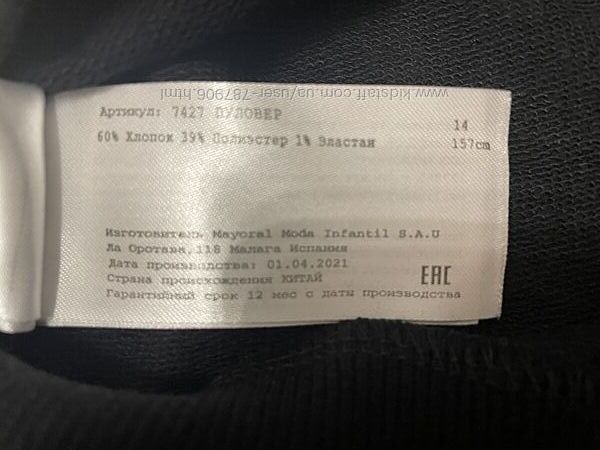 www.kidstaff.com.ua/user-787906.html
Артикул: 7427 ПУЛОВЕР
14
60% Хлопок 39% Полиэстер 1% Эластан
157cm
Изготовитель Mayoral Moda Infantil S.A.U
Ла Оротава,118 Малага Испания
Дата производства: 01.04.2021
Страна происхождения КИТАЙ
EAC
Гарантийный срок 12 мес с даты производства